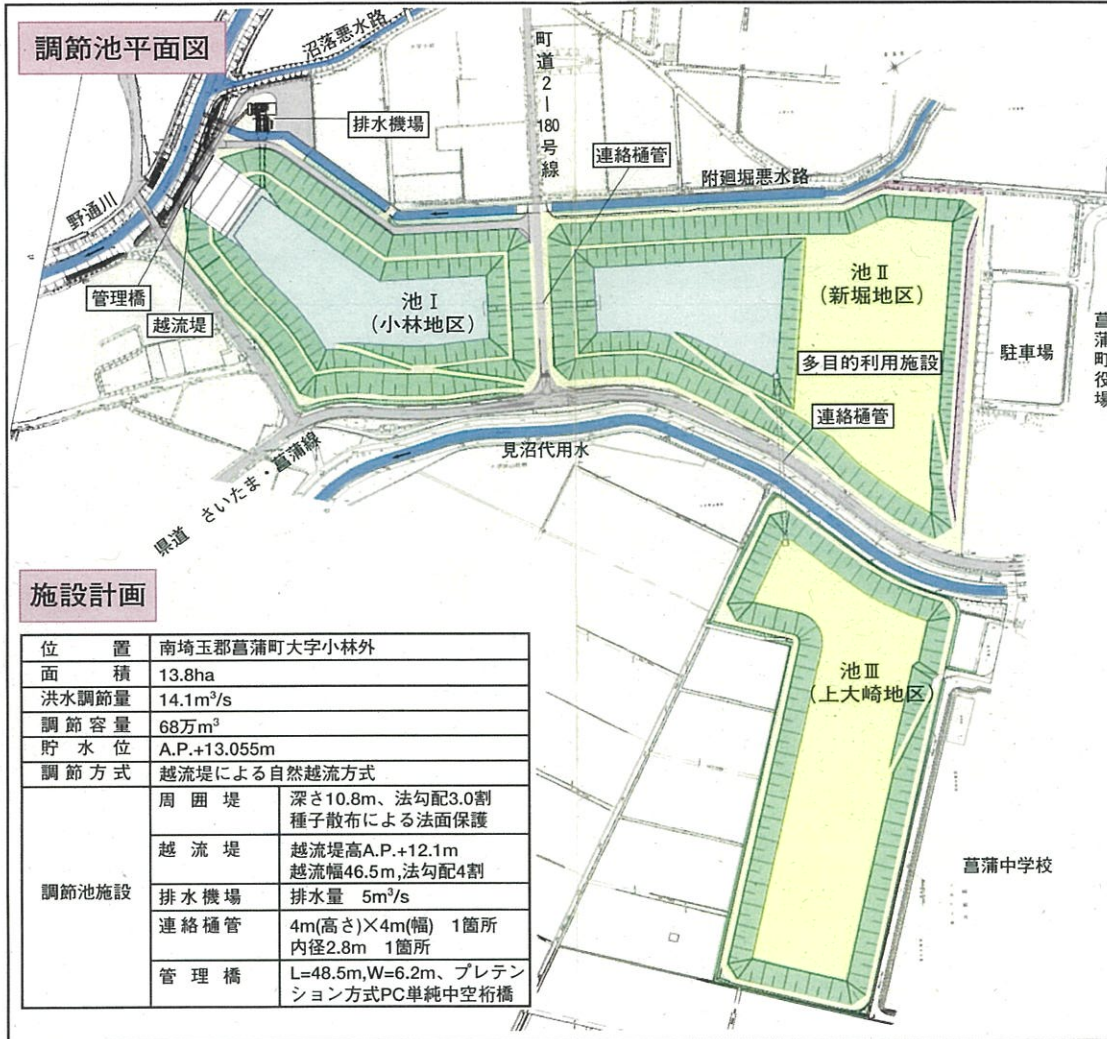 調節池平面図
沼落悪水路
町道2―180号線
排水機場
連絡樋管
附廻堀悪水路
野通川
池Ⅰ
(小林地区)
池Ⅱ
(新堀地区)
管理橋
越流堤
駐車場
菖蒲町役場
多目的利用施設
連絡樋管
見沼代用水
県道 さいたま・菖蒲線
池Ⅲ
(上大崎地区)
菖蒲中学校
施設計画
位置 南埼玉郡菖蒲町大字小林外
面積 13.8ha
洪水調節量 14.1m³/s
調節容量 68万m³
貯水位 A.P.+13.055m
調節方式 越流堤による自然越流方式
調節池施設
周囲堤 深さ10.8m、法勾配3.0割
種子散布による法面保護
越流堤 越流堤高A.P.+12.1m
越流幅46.5m,法勾配4割
排水機場 排水量 5m³/s
連絡樋管 4m(高さ)×4m(幅) 1箇所
内径2.8m 1箇所
管理橋 L=48.5m,W=6.2m、プレテン
ション方式PC単純中空桁橋